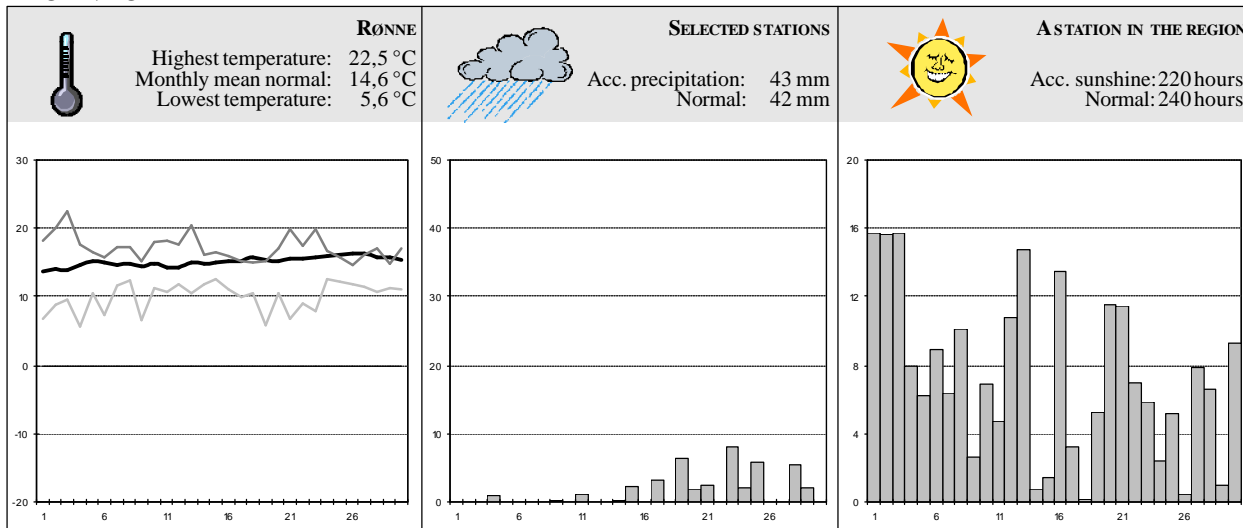 RØNNE
Highest temperature: 22,5 °C
Monthly mean normal: 14,6 °C
Lowest temperature: 5,6 °C
SELECTED STATIONS
Acc. precipitation: 43 mm
Normal: 42 mm
A STATION IN THE REGION
Acc. sunshine: 220 hours
Normal: 240 hours
30
20
10
0
-10
-20
1 6 11 16 21 26
50
40
30
20
10
0
1 6 11 16 21 26
20
16
12
8
4
0
1 6 11 16 21 26